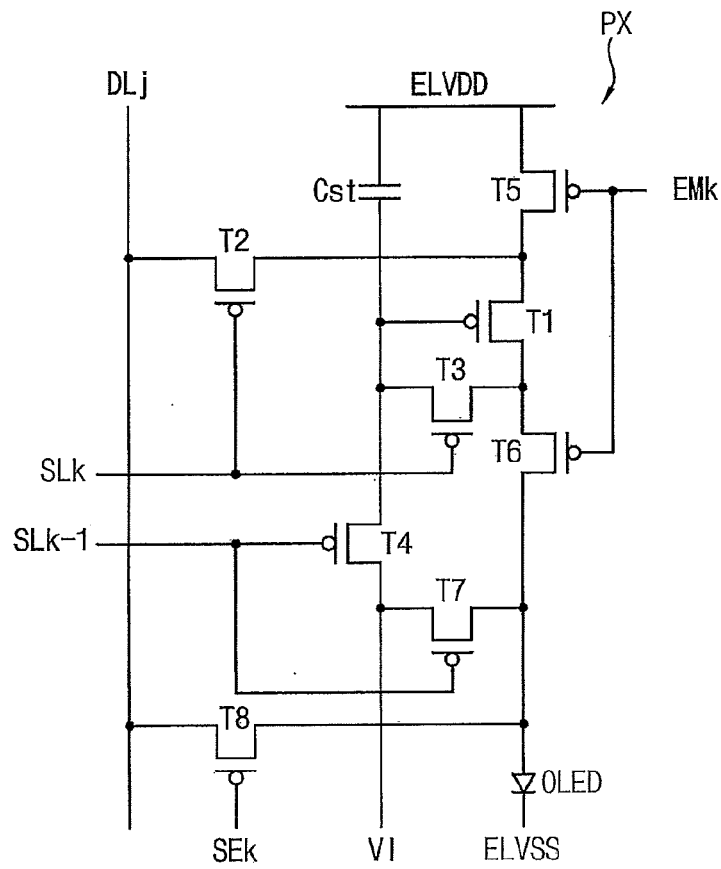 PX
DLj
ELVDD
Cst
T5
EMk
T2
T1
T3
T6
SLk
SLk-1
T4
T7
T8
OLED
SEk
VI
ELVSS